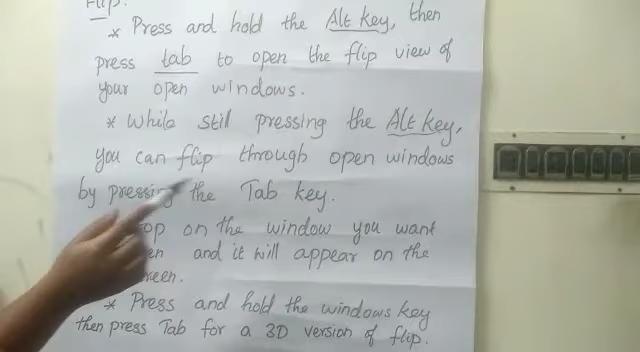 Flip:
* Press and hold the Alt key, then
press tab to open the flip view of
your open windows.
* While still pressing the Alt key,
you can flip through open windows
by pressing the Tab key.
on the window you want
and it will appear on the
* Press and hold the windows key
then press Tab for a 3D version of flip.